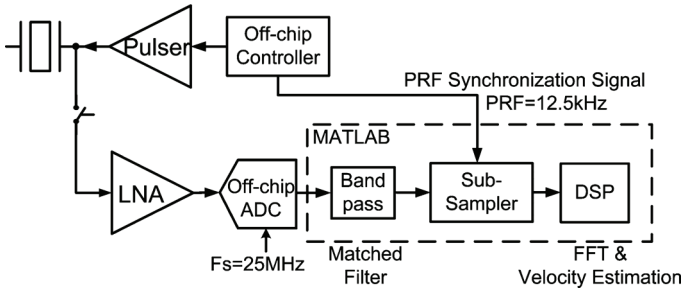 Pulser
Off-chip
Controller
PRF Synchronization Signal
PRF=12.5kHz
MATLAB
LNA
Off-chip
ADC
Band
pass
Sub-
Sampler
DSP
Fs=25MHz
Matched
Filter
FFT &
Velocity Estimation